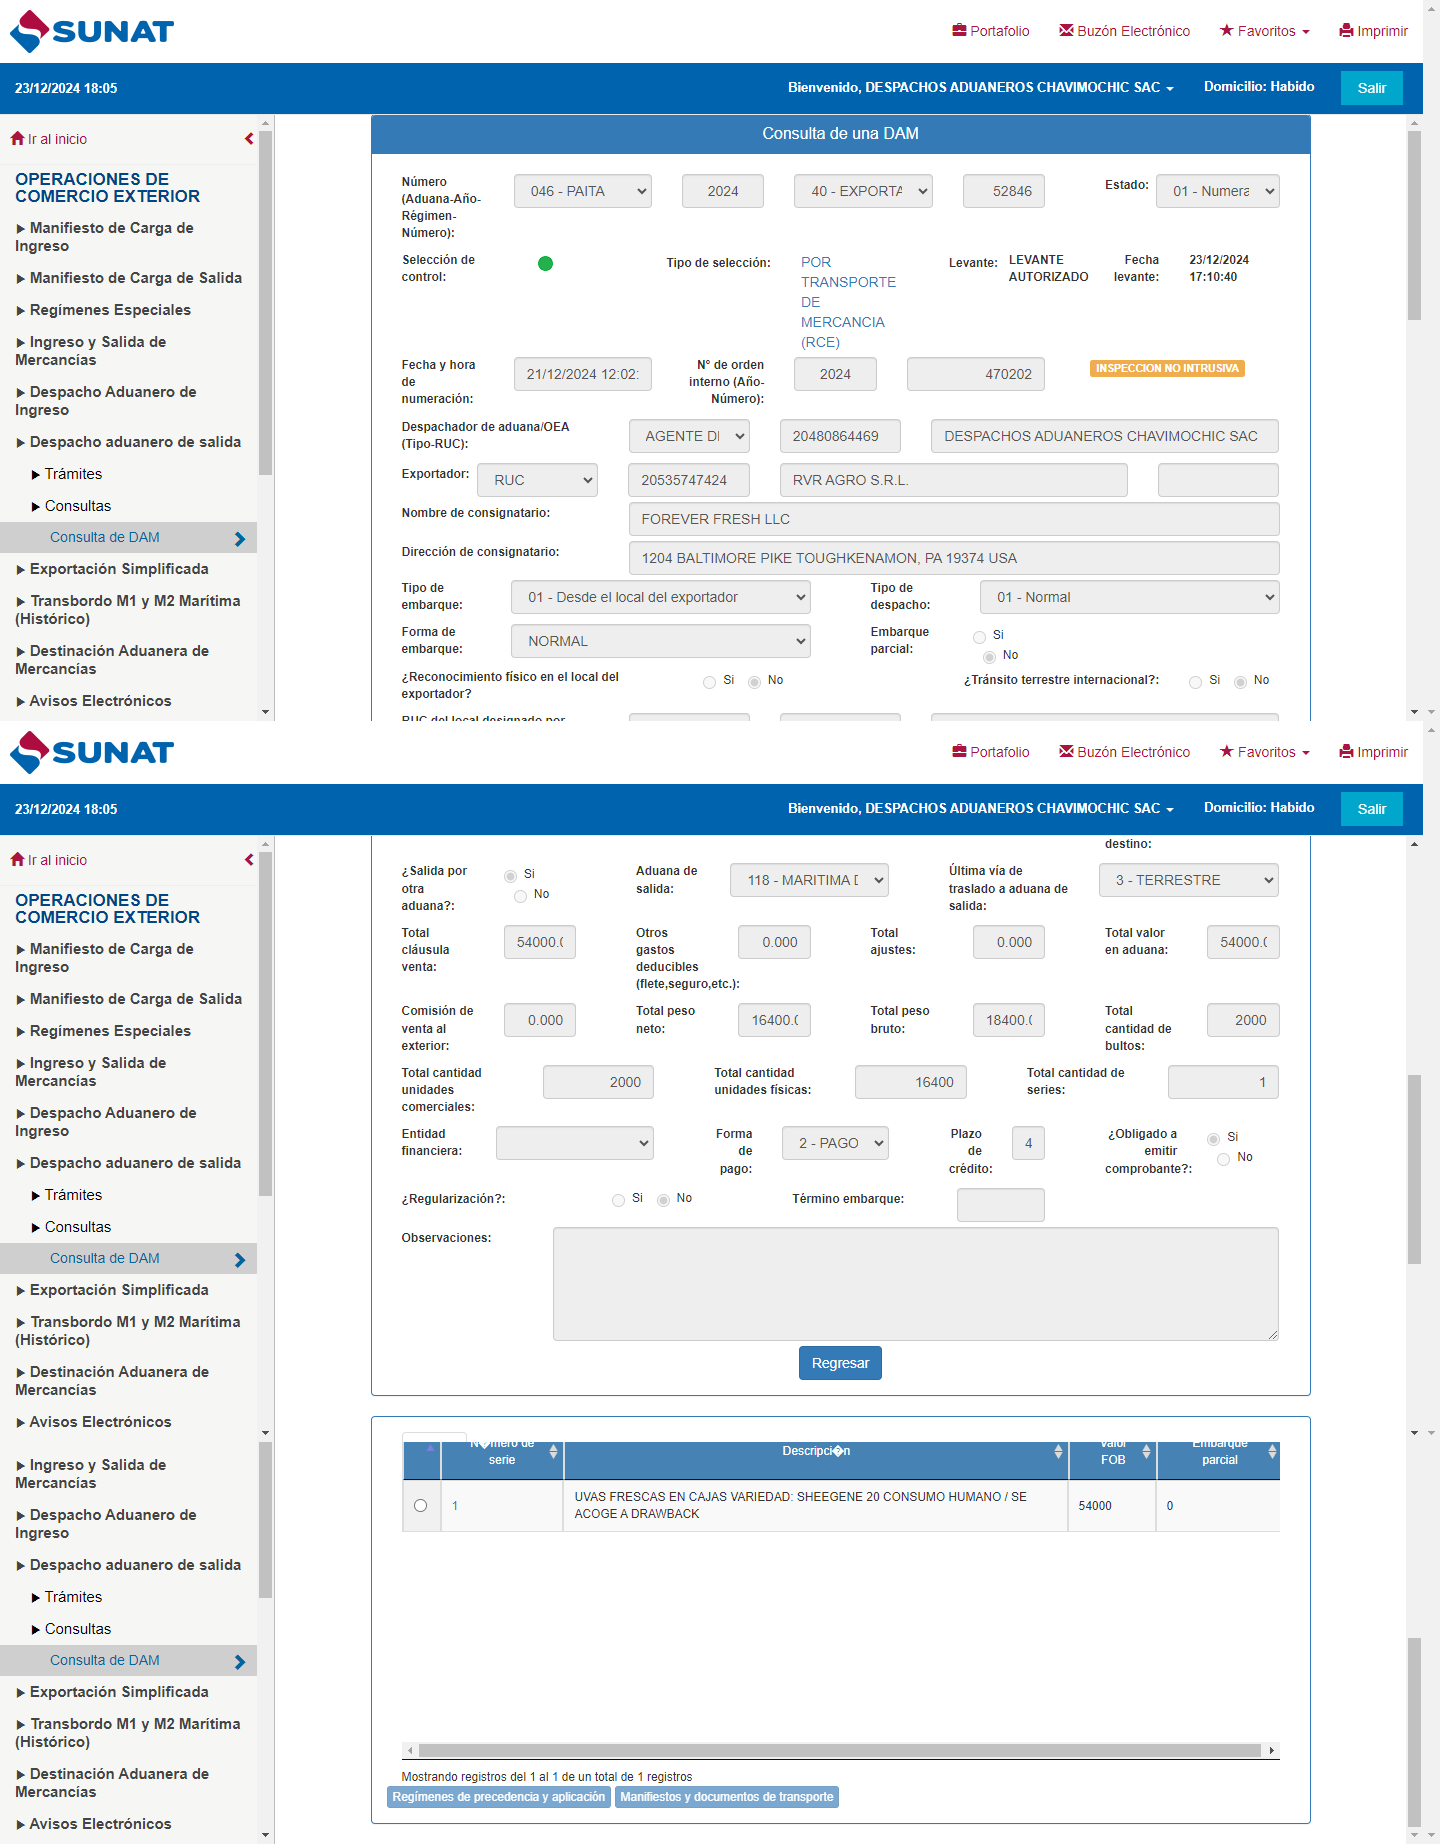 SUNAT
Portafolio Buzón Electrónico Favoritos Imprimir
23/12/2024 18:05 Bienvenido, DESPACHOS ADUANEROS CHAVIMOCHIC SAC Domicilio: Habido Salir
Ir al inicio
OPERACIONES DE
COMERCIO EXTERIOR
Manifiesto de Carga de
Ingreso
Manifiesto de Carga de Salida
Regímenes Especiales
Ingreso y Salida de
Mercancías
Despacho Aduanero de
Ingreso
Despacho aduanero de salida
Trámites
Consultas
Consulta de DAM
Exportación Simplificada
Transbordo M1 y M2 Marítima
(Histórico)
Destinación Aduanera de
Mercancías
Avisos Electrónicos
Consulta de una DAM
Número
(Aduana-Año-
Régimen-
Número):
046 - PAITA 2024 40 - EXPORTA 52846 Estado: 01 - Numera
Selección de
control:
Tipo de selección:
POR
TRANSPORTE
DE
MERCANCIA
(RCE)
Levante: LEVANTE
AUTORIZADO
Fecha
levante:
23/12/2024
17:10:40
Fecha y hora
de
numeración:
21/12/2024 12:02:
N° de orden
interno (Año-
Número):
2024 470202 INSPECCION NO INTRUSIVA
Despachador de aduana/OEA
(Tipo-RUC):
AGENTE DE 20480864469 DESPACHOS ADUANEROS CHAVIMOCHIC SAC
Exportador: RUC 20535747424 RVR AGRO S.R.L.
Nombre de consignatario: FOREVER FRESH LLC
Dirección de consignatario: 1204 BALTIMORE PIKE TOUGHKENAMON, PA 19374 USA
Tipo de
embarque:
01 - Desde el local del exportador
Tipo de
despacho:
01 - Normal
Forma de
embarque:
NORMAL
Embarque
parcial:
Si
No
¿Reconocimiento físico en el local del
exportador?
Si No
¿Tránsito terrestre internacional?: Si No
RUC del local designado por
SUNAT
Portafolio Buzón Electrónico Favoritos Imprimir
23/12/2024 18:05 Bienvenido, DESPACHOS ADUANEROS CHAVIMOCHIC SAC Domicilio: Habido Salir
Ir al inicio
OPERACIONES DE
COMERCIO EXTERIOR
Manifiesto de Carga de
Ingreso
Manifiesto de Carga de Salida
Regímenes Especiales
Ingreso y Salida de
Mercancías
Despacho Aduanero de
Ingreso
Despacho aduanero de salida
Trámites
Consultas
Consulta de DAM
Exportación Simplificada
Transbordo M1 y M2 Marítima
(Histórico)
Destinación Aduanera de
Mercancías
Avisos Electrónicos
destino:
¿Salida por
otra
aduana?:
Si
No
Aduana de
salida:
118 - MARITIMA D
Última vía de
traslado a aduana de
salida:
3 - TERRESTRE
Total
cláusula
venta:
54000.0
Otros
gastos
deducibles
(flete,seguro,etc.):
0.000
Total
ajustes:
0.000
Total valor
en aduana:
54000.0
Comisión de
venta al
exterior:
0.000
Total peso
neto:
16400.0
Total peso
bruto:
18400.0
Total
cantidad de
bultos:
2000
Total cantidad
unidades
comerciales:
2000
Total cantidad
unidades físicas:
16400
Total cantidad de
series:
1
Entidad
financiera:
Forma
de
pago:
2 - PAGO
Plazo
de
crédito:
4
¿Obligado a
emitir
comprobante?:
Si
No
¿Regularización?: Si No Término embarque:
Observaciones:
Regresar
Ingreso y Salida de
Mercancías
Despacho Aduanero de
Ingreso
Despacho aduanero de salida
Trámites
Consultas
Consulta de DAM
Exportación Simplificada
Transbordo M1 y M2 Marítima
(Histórico)
Destinación Aduanera de
Mercancías
Avisos Electrónicos
N�mero de
serie
Descripci�n
Valor
FOB
Embarque
parcial
1
UVAS FRESCAS EN CAJAS VARIEDAD: SHEEGENE 20 CONSUMO HUMANO / SE
ACOGE A DRAWBACK
54000 0
Mostrando registros del 1 al 1 de un total de 1 registros
Regímenes de precedencia y aplicación Manifiestos y documentos de transporte